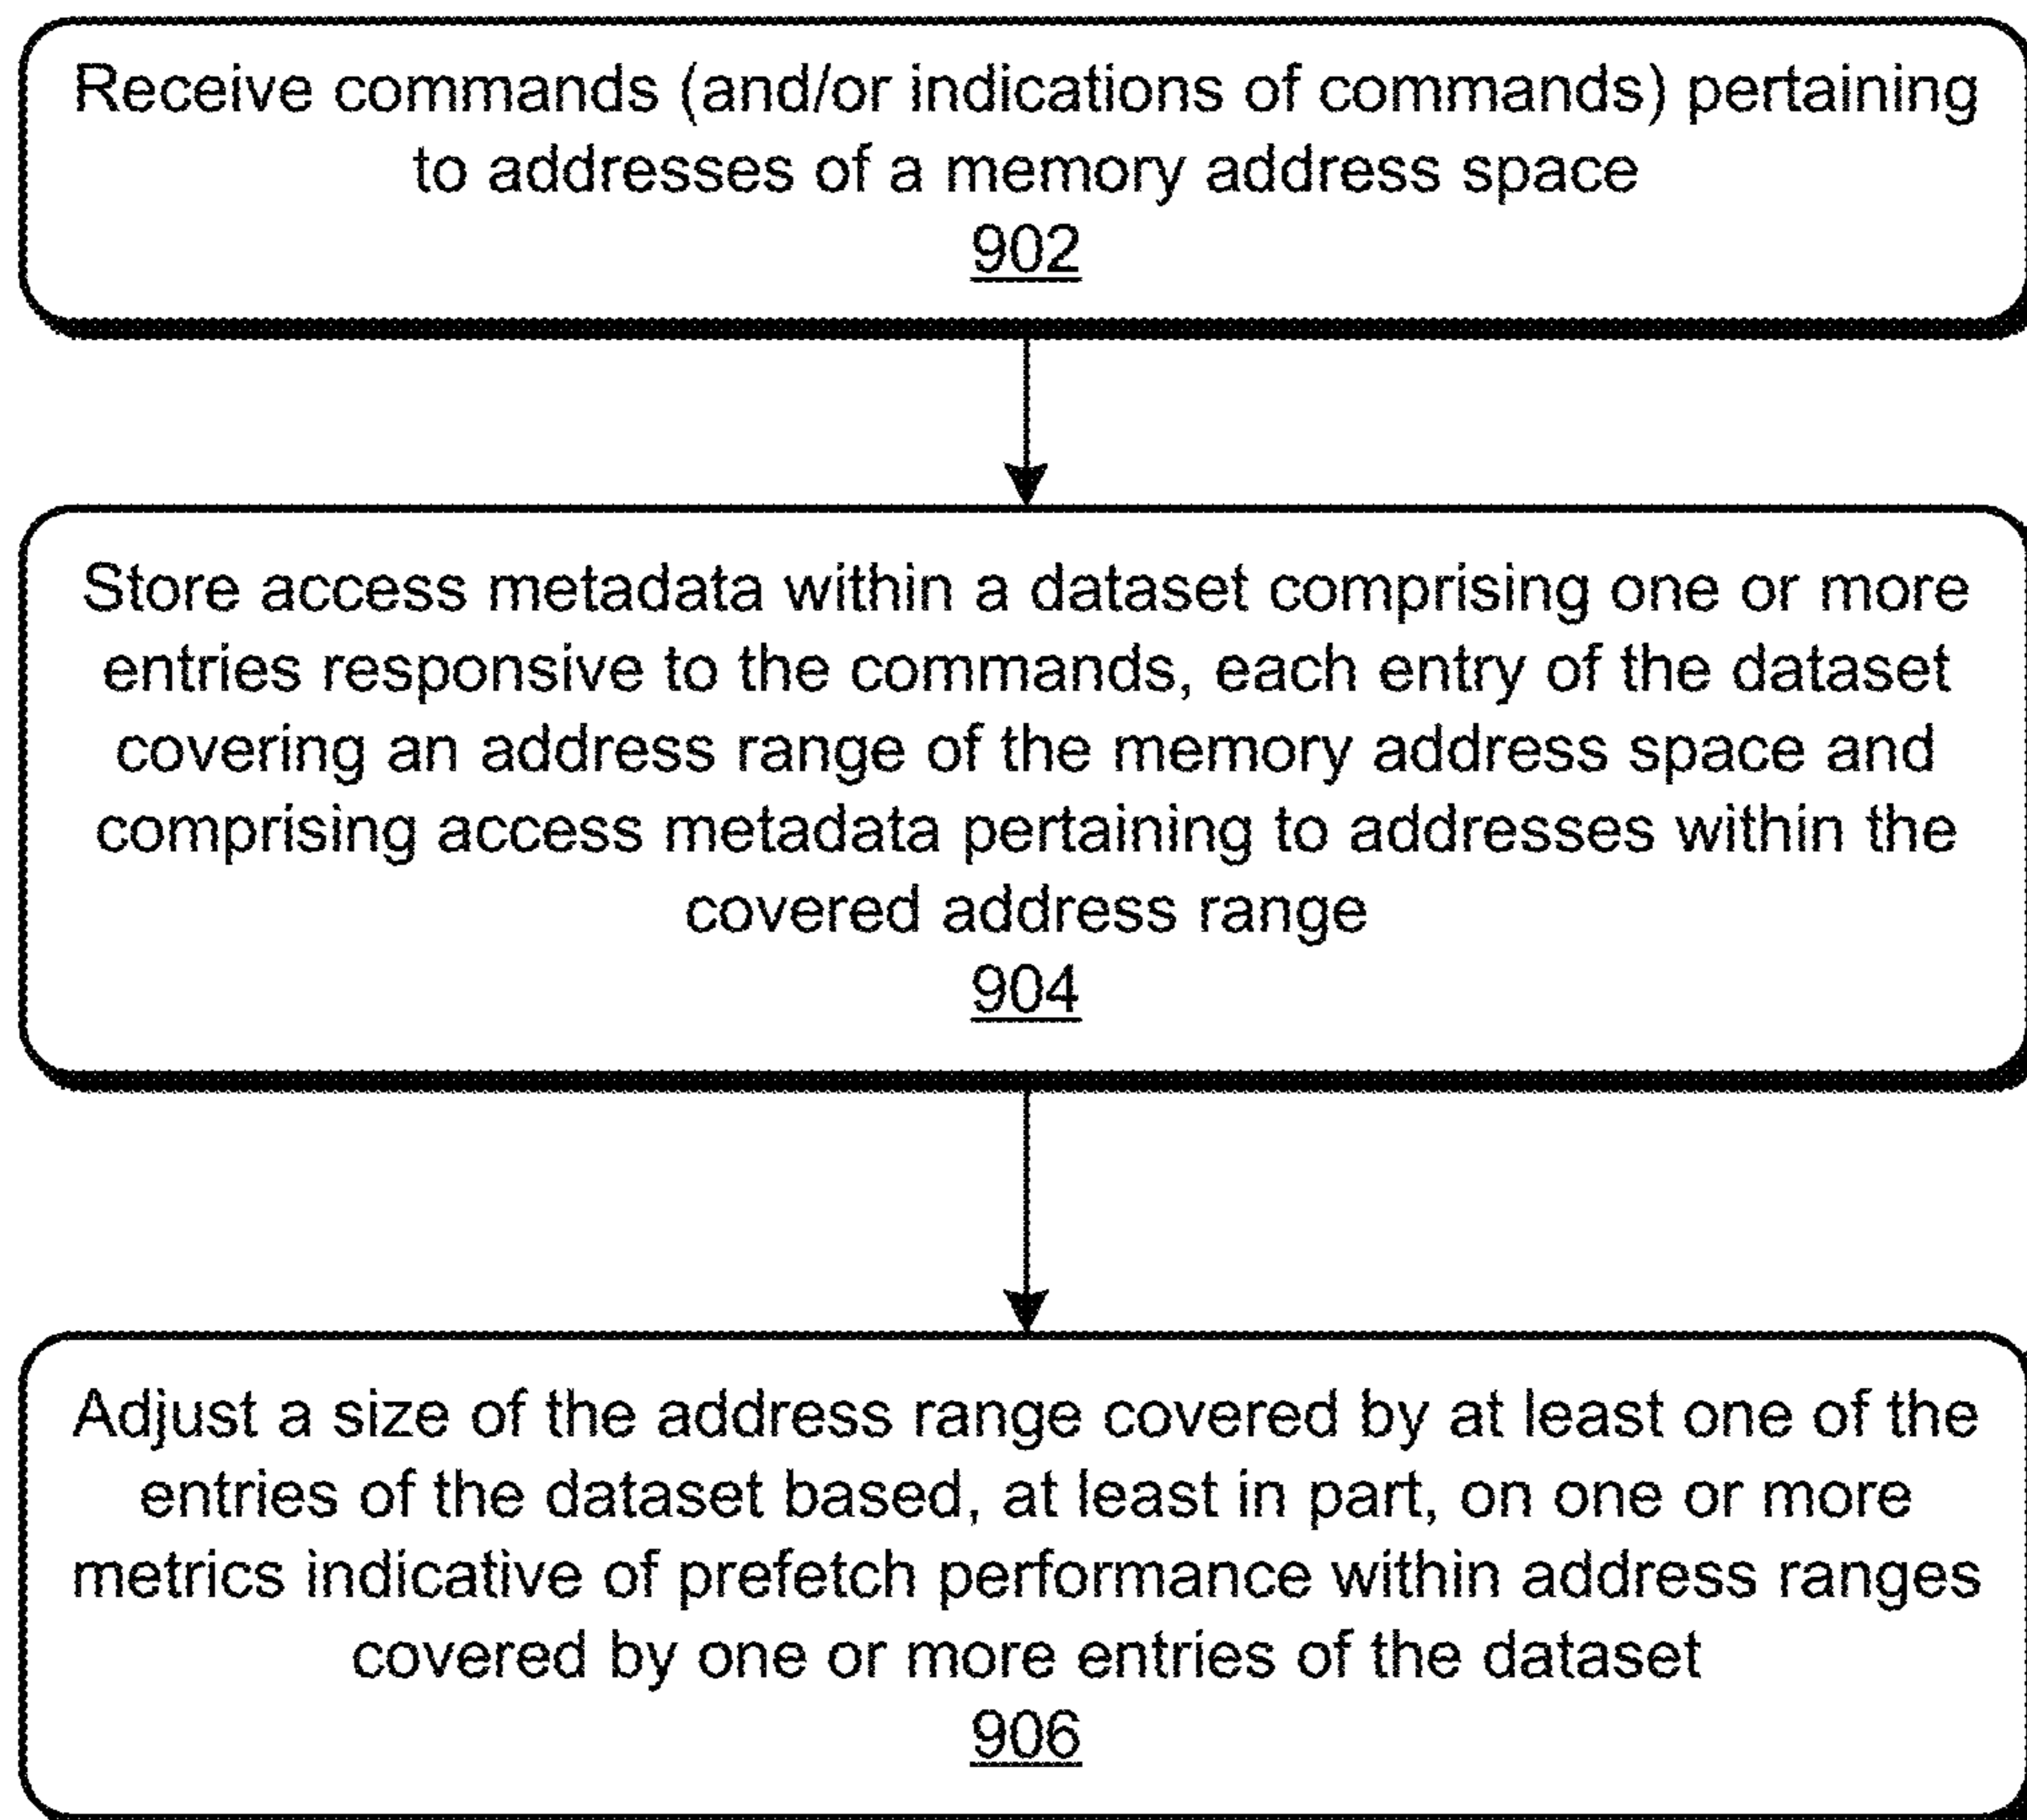 Receive commands (and/or indications of commands) pertaining
to addresses of a memory address space
902
Store access metadata within a dataset comprising one or more
entries responsive to the commands, each entry of the dataset
covering an address range of the memory address space and
comprising access metadata pertaining to addresses within the
covered address range
904
Adjust a size of the address range covered by at least one of the
entries of the dataset based, at least in part, on one or more
metrics indicative of prefetch performance within address ranges
covered by one or more entries of the dataset
906